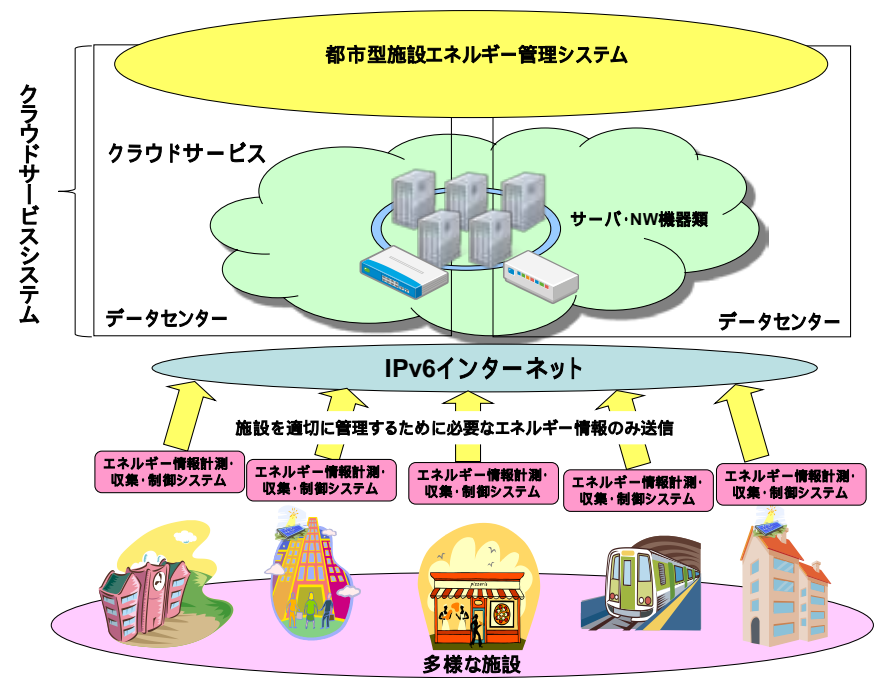 都市型施設エネルギー管理システム
クラウドサービスシステム
クラウドサービス
サーバ・NW機器類
データセンター
データセンター
IPv6インターネット
施設を適切に管理するために必要なエネルギー情報のみ送信
エネルギー情報計測・
収集・制御システム
エネルギー情報計測・
収集・制御システム
エネルギー情報計測・
収集・制御システム
エネルギー情報計測・
収集・制御システム
エネルギー情報計測・
収集・制御システム
pizzeria
多様な施設